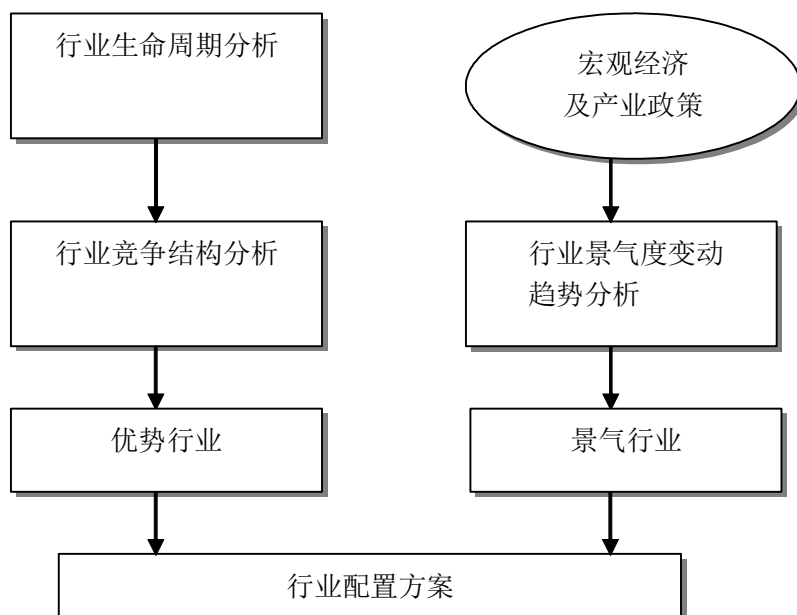 行业生命周期分析
宏观经济
及产业政策
行业竞争结构分析
行业景气度变动
趋势分析
优势行业
景气行业
行业配置方案